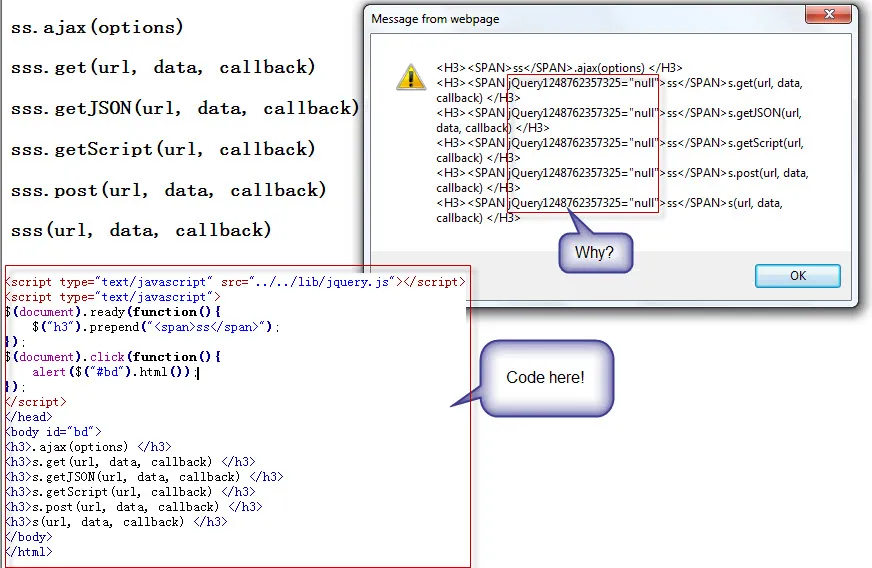 ss.ajax(options)
sss.get(url, data, callback)
sss.getJSON(url, data, callback)
sss.getScript(url, callback)
sss.post(url, data, callback)
sss(url, data, callback)
Message from webpage
<H3><SPAN>ss</SPAN>.ajax(options) </H3>
<H3><SPAN jQuery1248762357325="null">ss</SPAN>s.get(url, data,
callback) </H3>
<H3><SPAN jQuery1248762357325="null">ss</SPAN>s.getJSON(url,
data, callback) </H3>
<H3><SPAN jQuery1248762357325="null">ss</SPAN>s.getScript(url,
callback) </H3>
<H3><SPAN jQuery1248762357325="null">ss</SPAN>s.post(url, data,
callback) </H3>
<H3><SPAN jQuery1248762357325="null">ss</SPAN>s(url, data,
callback) </H3>
Why?
OK
<script type="text/javascript" src="../../lib/jquery.js"></script>
<script type="text/javascript">
$(document).ready(function(){
$("h3").prepend("<span>ss</span>");
});
$(document).click(function(){
alert($("#bd").html());
});
</script>
</head>
<body id="bd">
<h3>.ajax(options) </h3>
<h3>s.get(url, data, callback) </h3>
<h3>s.getJSON(url, data, callback) </h3>
<h3>s.getScript(url, callback) </h3>
<h3>s.post(url, data, callback) </h3>
<h3>s(url, data, callback) </h3>
</body>
</html>
Code here!